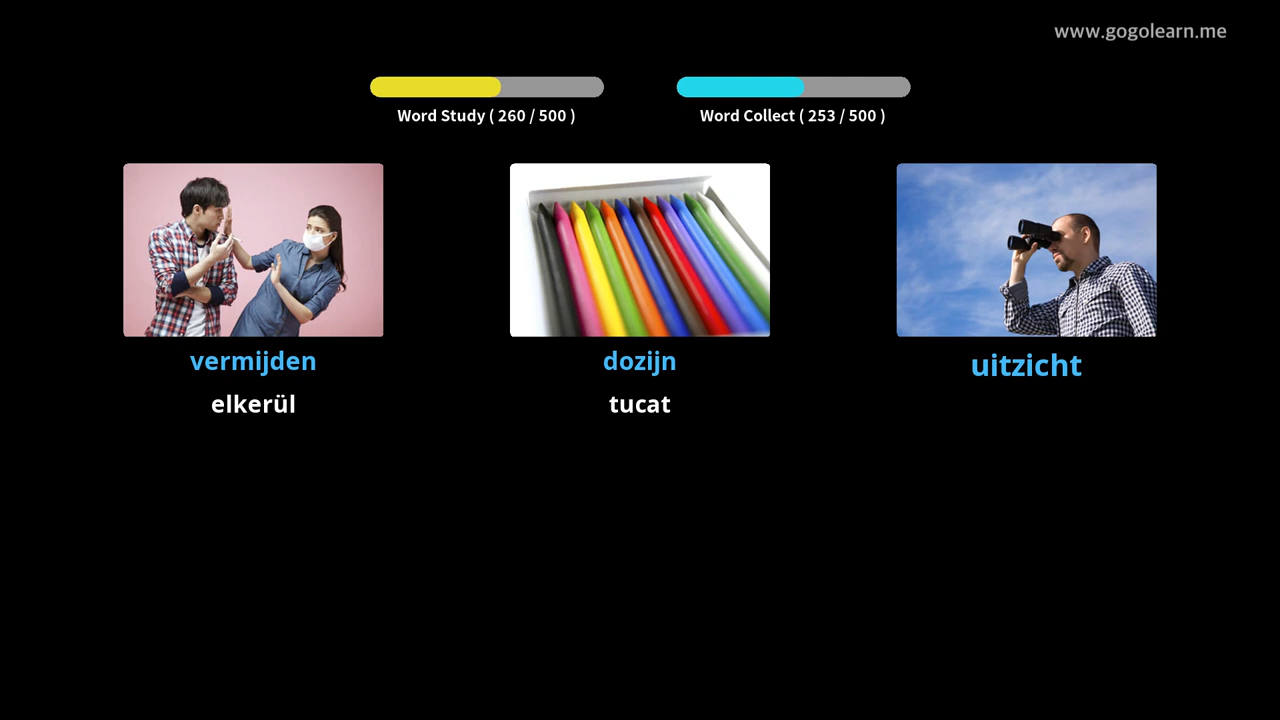 www.gogolearn.me
Word Study ( 260 / 500 )
Word Collect ( 253 / 500 )
vermijden
dozijn
uitzicht
elkerül
tucat